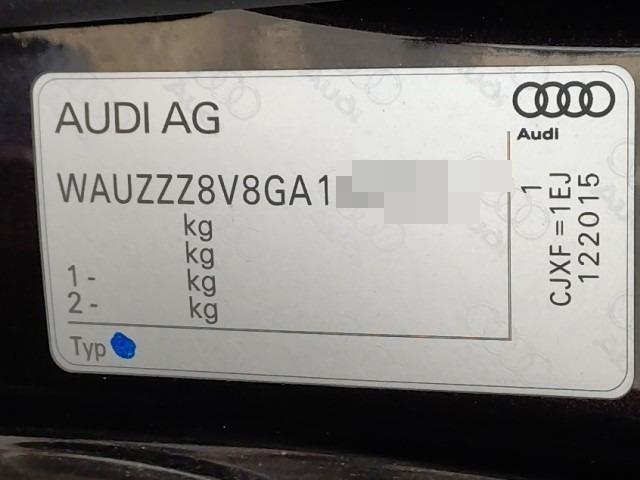 AUDI AG
Audi
WAUZZZ8V8GA1
kg
kg
1- kg
2- kg
Typ
1
CJXF=1EJ
122015